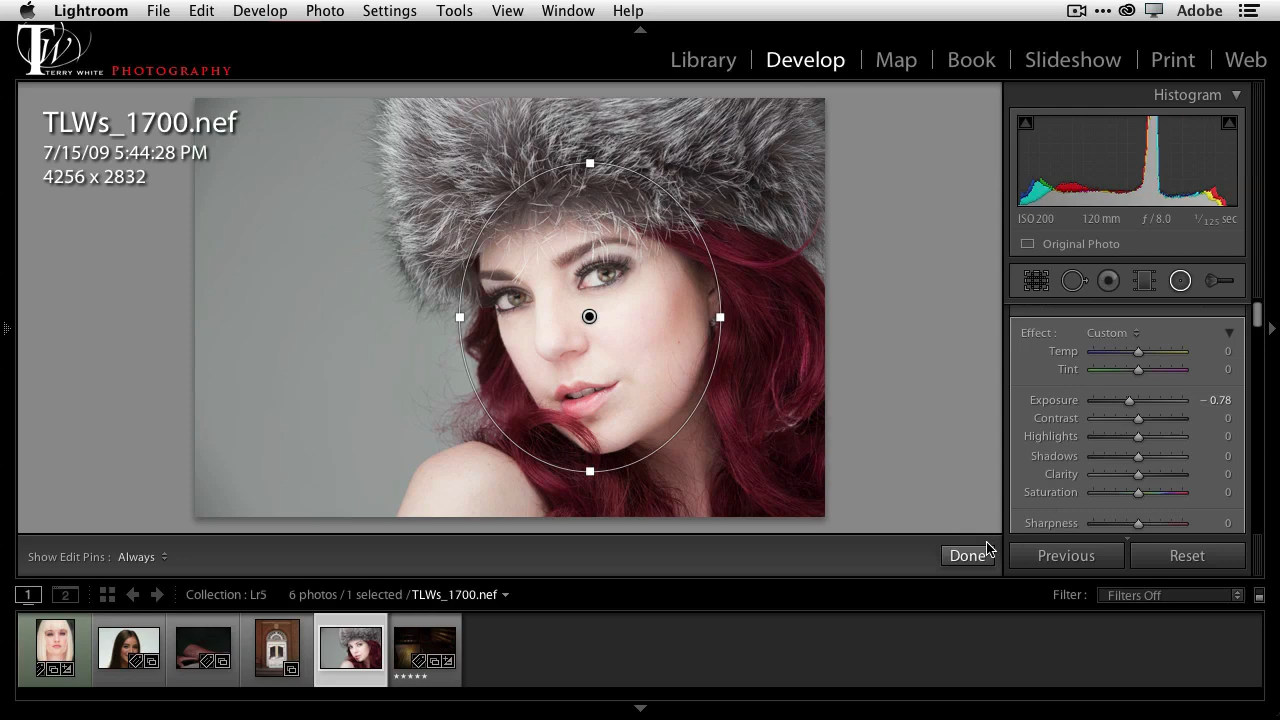 Lightroom File Edit Develop Photo Settings Tools View Window Help Adobe
TW
TERRY WHITE PHOTOGRAPHY
Library Develop Map Book Slideshow Print Web
TLWs_1700.nef
7/15/09 5:44:28 PM
4256 x 2832
Histogram
ISO 200 120 mm ƒ / 8.0 1/125 sec
Original Photo
Effect : Custom
Temp 0
Tint 0
Exposure – 0.78
Contrast 0
Highlights 0
Shadows 0
Clarity 0
Saturation 0
Sharpness 0
Show Edit Pins : Always Done Previous Reset
1 2 Collection : Lr5 6 photos / 1 selected / TLWs_1700.nef Filter : Filters Off